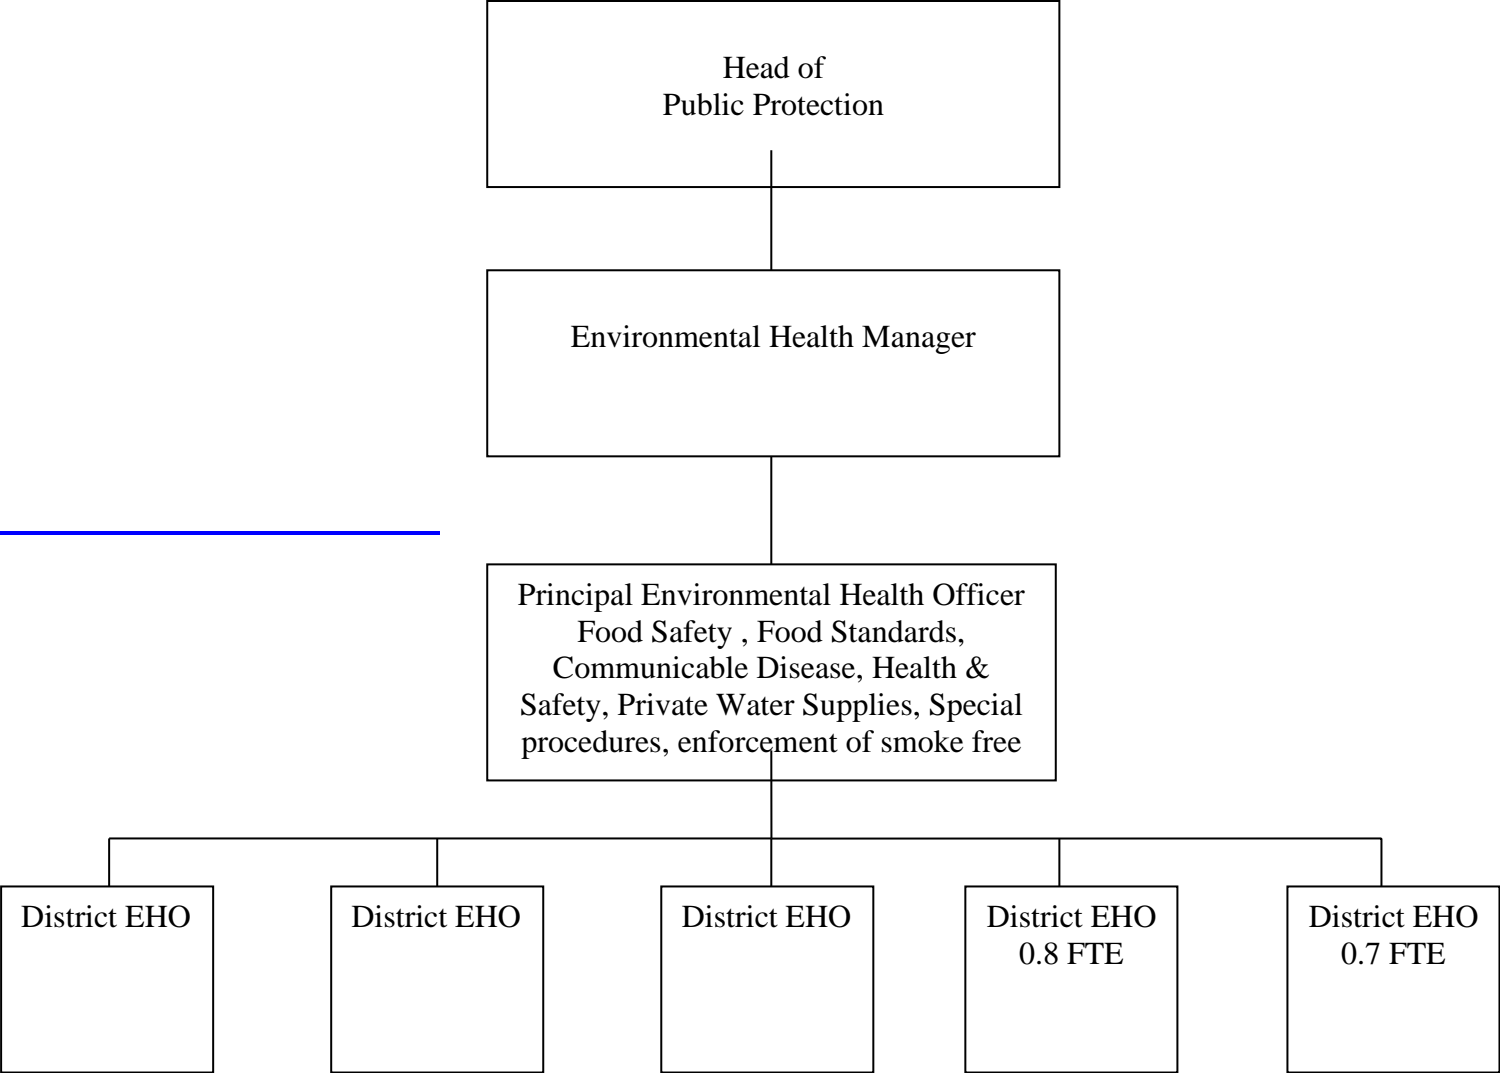 Head of
Public Protection
Environmental Health Manager
Principal Environmental Health Officer
Food Safety , Food Standards,
Communicable Disease, Health &
Safety, Private Water Supplies, Special
procedures, enforcement of smoke free
District EHO
District EHO
District EHO
District EHO
0.8 FTE
District EHO
0.7 FTE